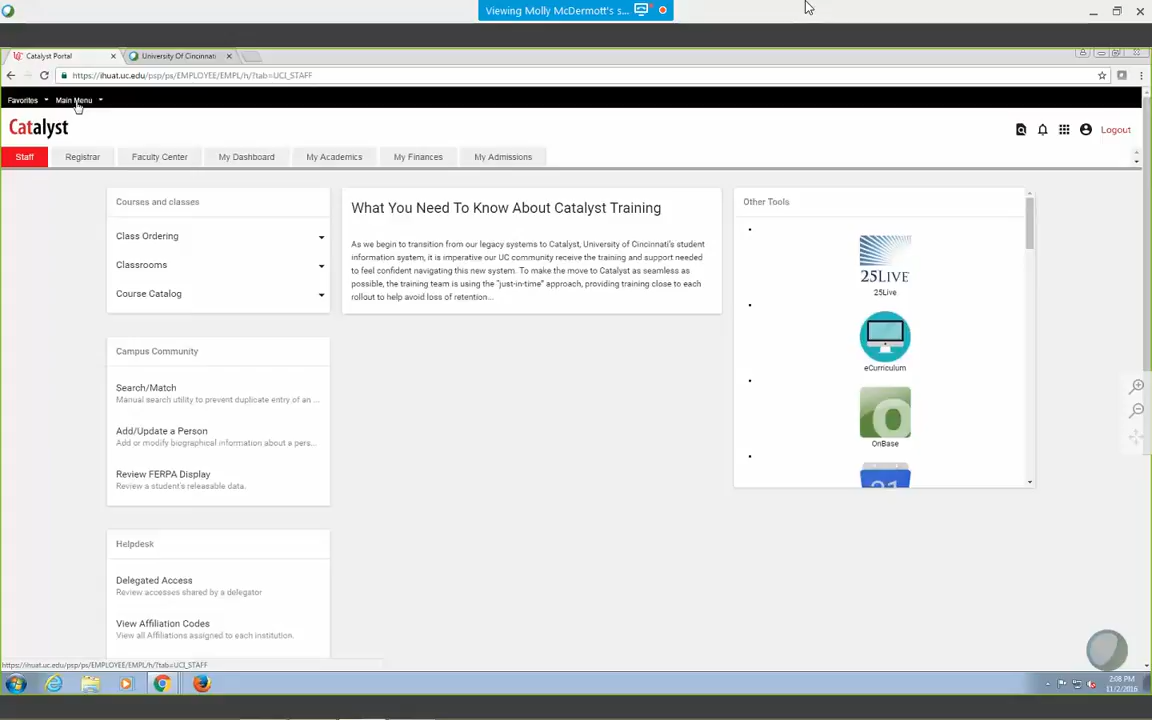 Viewing Molly McDermott's s...
Catalyst Portal
University Of Cincinnati
https://ihuat.uc.edu/psp/ps/EMPLOYEE/EMPL/h/?tab=UCI_STAFF
Favorites
Main Menu
Catalyst
Logout
Staff
Registrar
Faculty Center
My Dashboard
My Academics
My Finances
My Admissions
Courses and classes
Class Ordering
Classrooms
Course Catalog
What You Need To Know About Catalyst Training
As we begin to transition from our legacy systems to Catalyst, University of Cincinnati's student
information system, it is imperative our UC community receive the training and support needed
to feel confident navigating this new system. To make the move to Catalyst as seamless as
possible, the training team is using the "just-in-time" approach, providing training close to each
rollout to help avoid loss of retention...
Other Tools
25LIVE
25Live
eCurriculum
OnBase
21
Campus Community
Search/Match
Manual search utility to prevent duplicate entry of an ...
Add/Update a Person
Add or modify biographical information about a pers...
Review FERPA Display
Review a student's releasable data.
Helpdesk
Delegated Access
Review accesses shared by a delegator
View Affiliation Codes
View all Affiliations assigned to each institution.
https://ihuat.uc.edu/psp/ps/EMPLOYEE/EMPL/h/?tab=UCI_STAFF
2:08 PM
11/2/2016